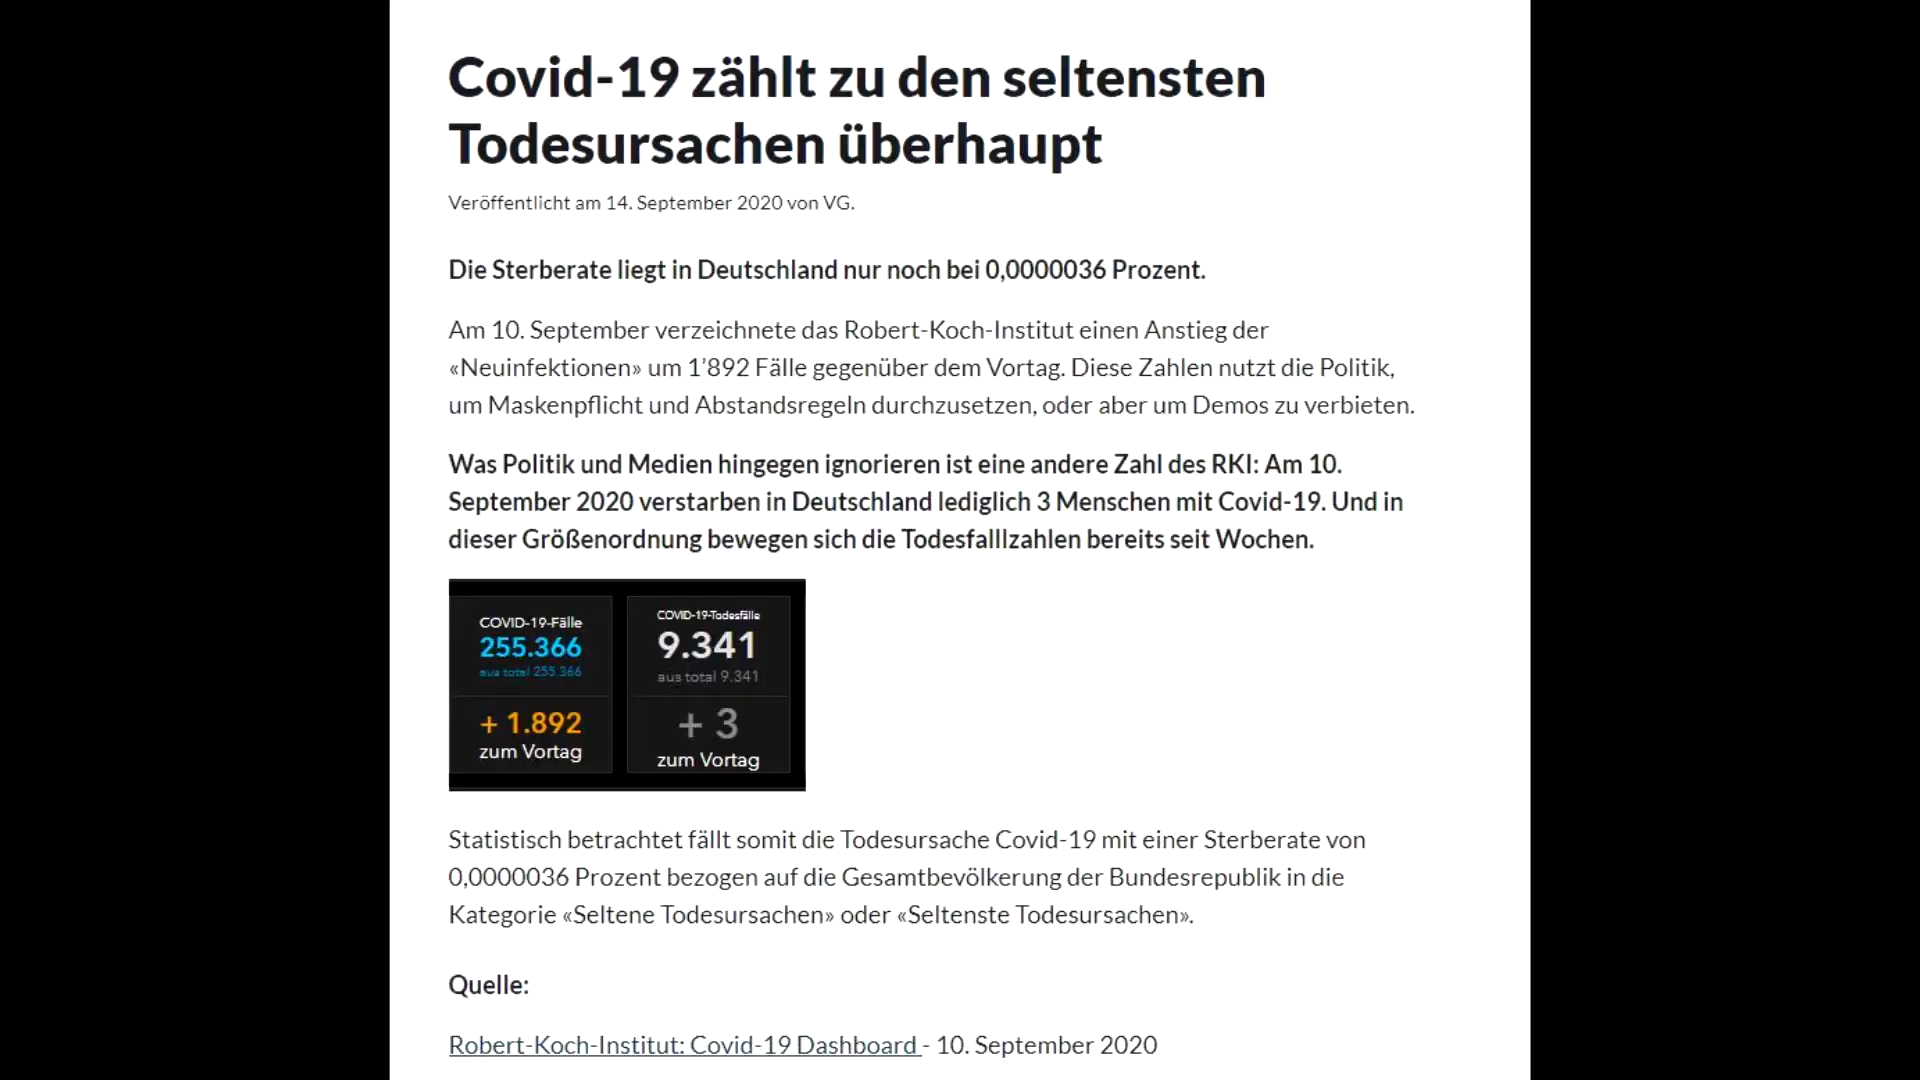 Covid-19 zählt zu den seltensten
Todesursachen überhaupt
Veröffentlicht am 14. September 2020 von VG.
Die Sterberate liegt in Deutschland nur noch bei 0,0000036 Prozent.
Am 10. September verzeichnete das Robert-Koch-Institut einen Anstieg der
«Neuinfektionen» um 1’892 Fälle gegenüber dem Vortag. Diese Zahlen nutzt die Politik,
um Maskenpflicht und Abstandsregeln durchzusetzen, oder aber um Demos zu verbieten.
Was Politik und Medien hingegen ignorieren ist eine andere Zahl des RKI: Am 10.
September 2020 verstarben in Deutschland lediglich 3 Menschen mit Covid-19. Und in
dieser Größenordnung bewegen sich die Todesfalllzahlen bereits seit Wochen.
COVID-19-Fälle
255.366
aus total 255.366
+ 1.892
zum Vortag
COVID-19-Todesfälle
9.341
aus total 9.341
+ 3
zum Vortag
Statistisch betrachtet fällt somit die Todesursache Covid-19 mit einer Sterberate von
0,0000036 Prozent bezogen auf die Gesamtbevölkerung der Bundesrepublik in die
Kategorie «Seltene Todesursachen» oder «Seltenste Todesursachen».
Quelle:
Robert-Koch-Institut: Covid-19 Dashboard - 10. September 2020